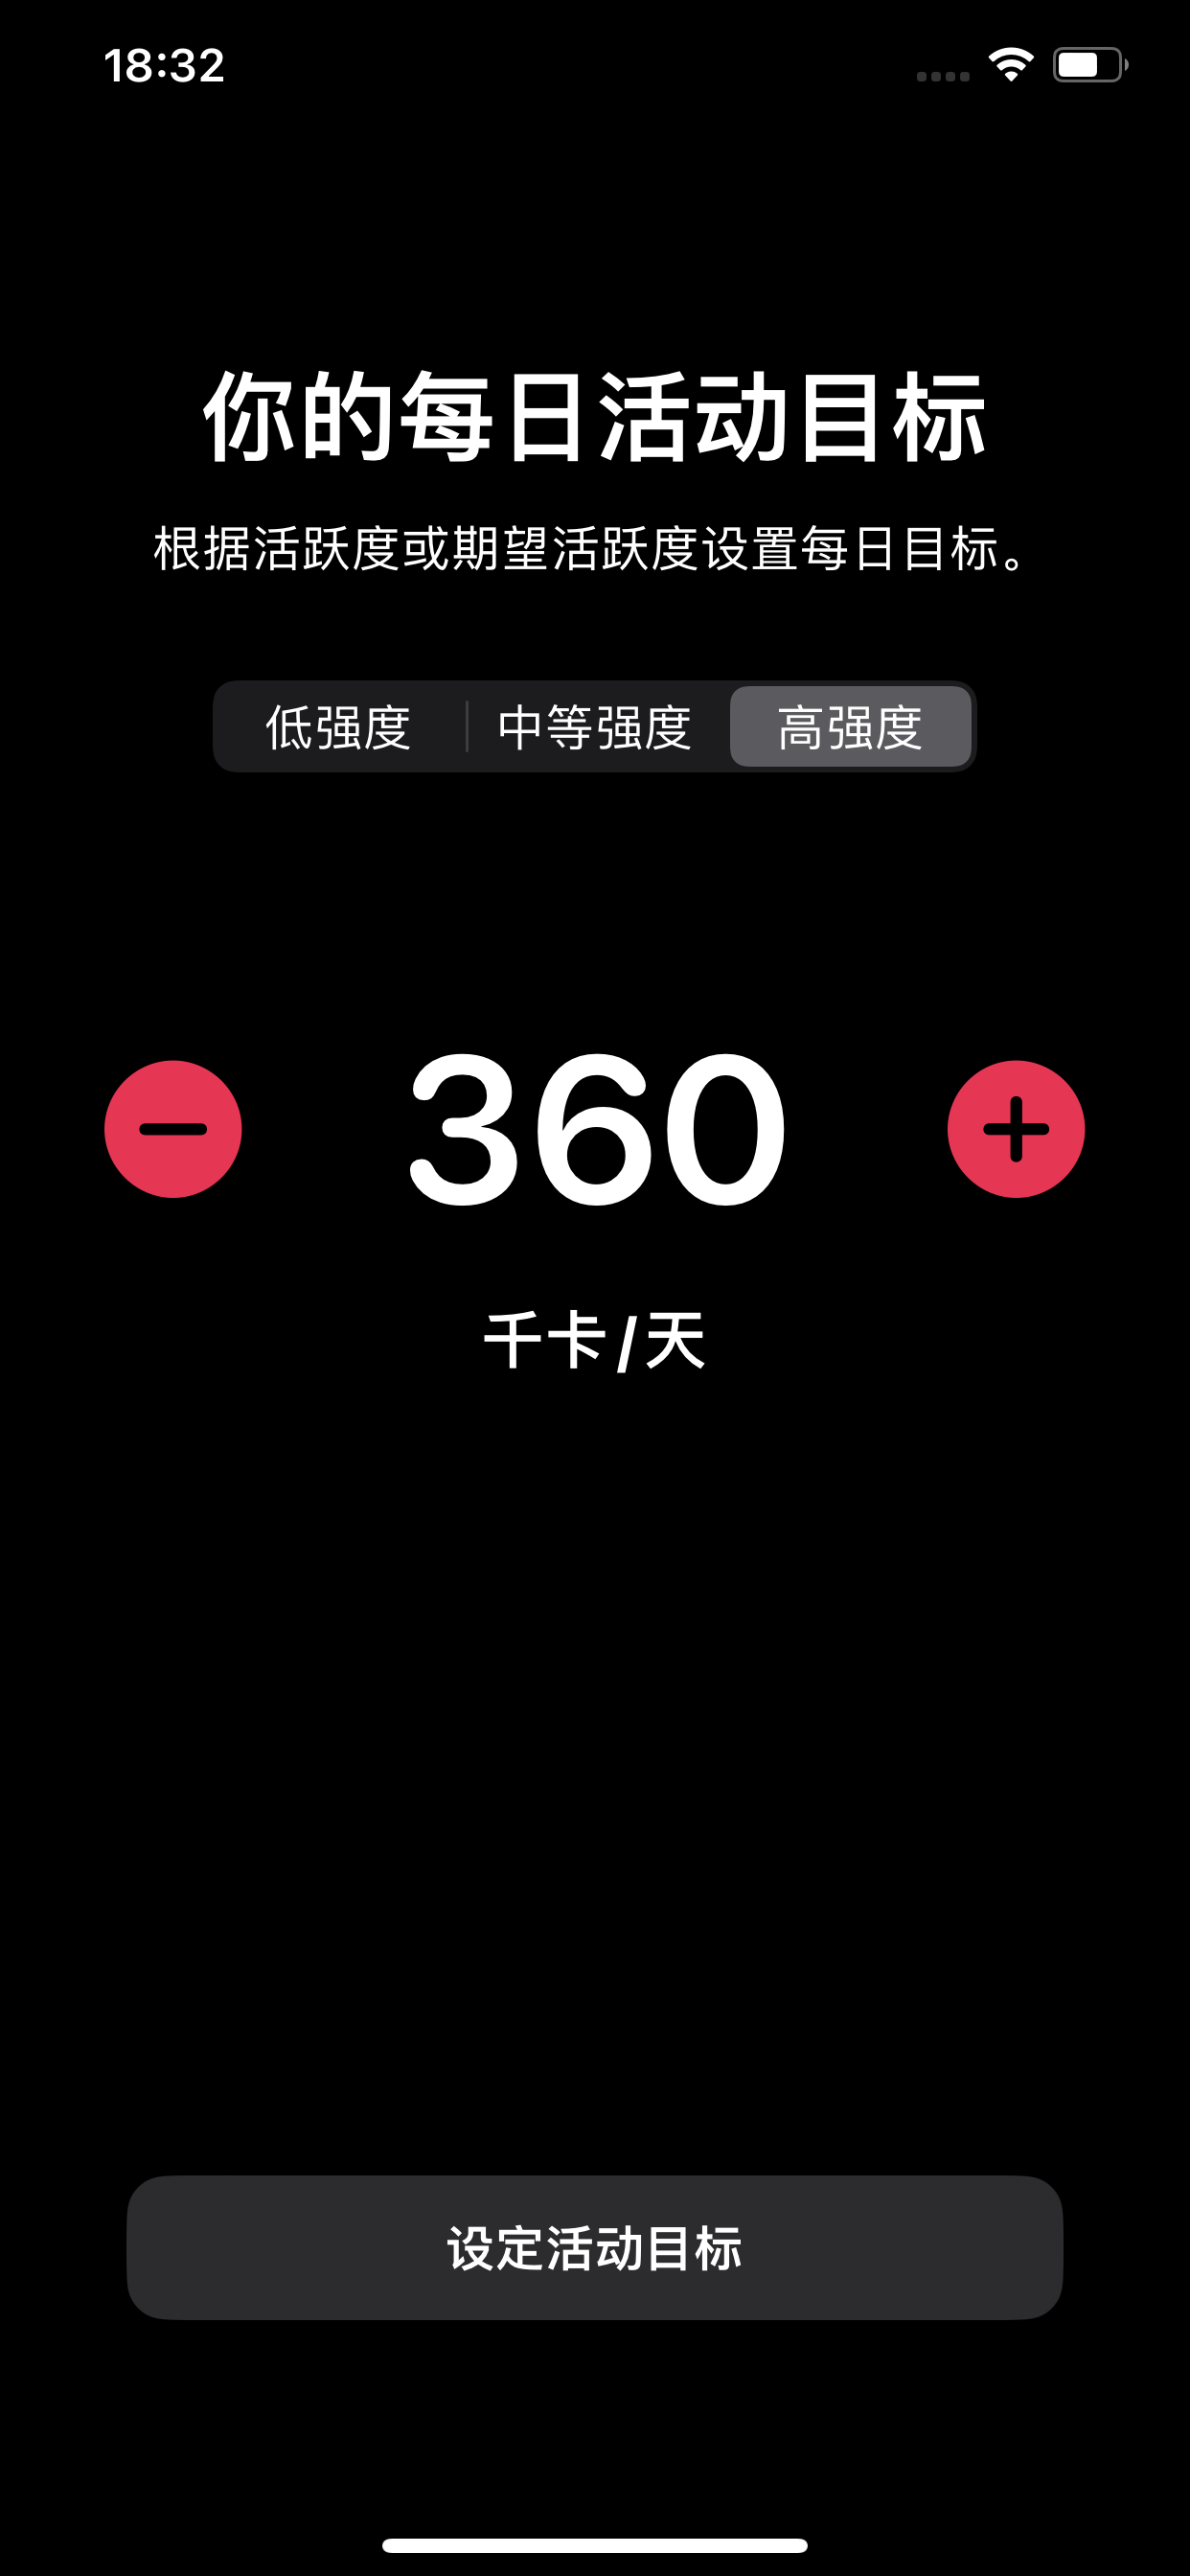 18:32
你的每日活动目标
根据活跃度或期望活跃度设置每日目标。
低强度 中等强度 高强度
360
千卡/天
设定活动目标